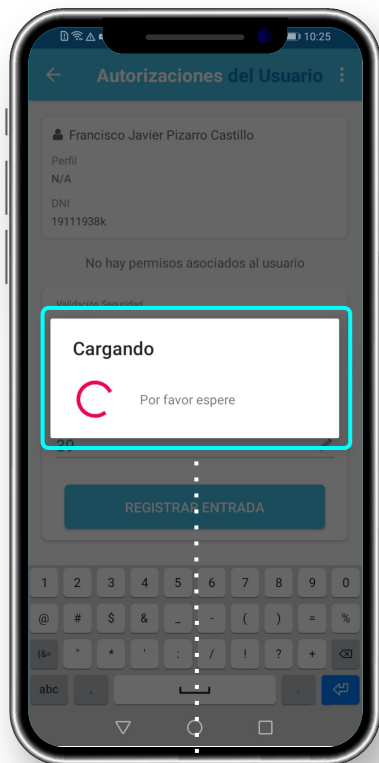 10:25
Autorizaciones del Usuario
Francisco Javier Pizarro Castillo
Perfil
N/A
DNI
19111938k
No hay permisos asociados al usuario
Validación Seguridad
Cargando
Por favor espere
39
REGISTRAR ENTRADA
1 2 3 4 5 6 7 8 9 0
@ # $ & _ - ( ) = %
(&= " * ' : / ! ? +
abc , .